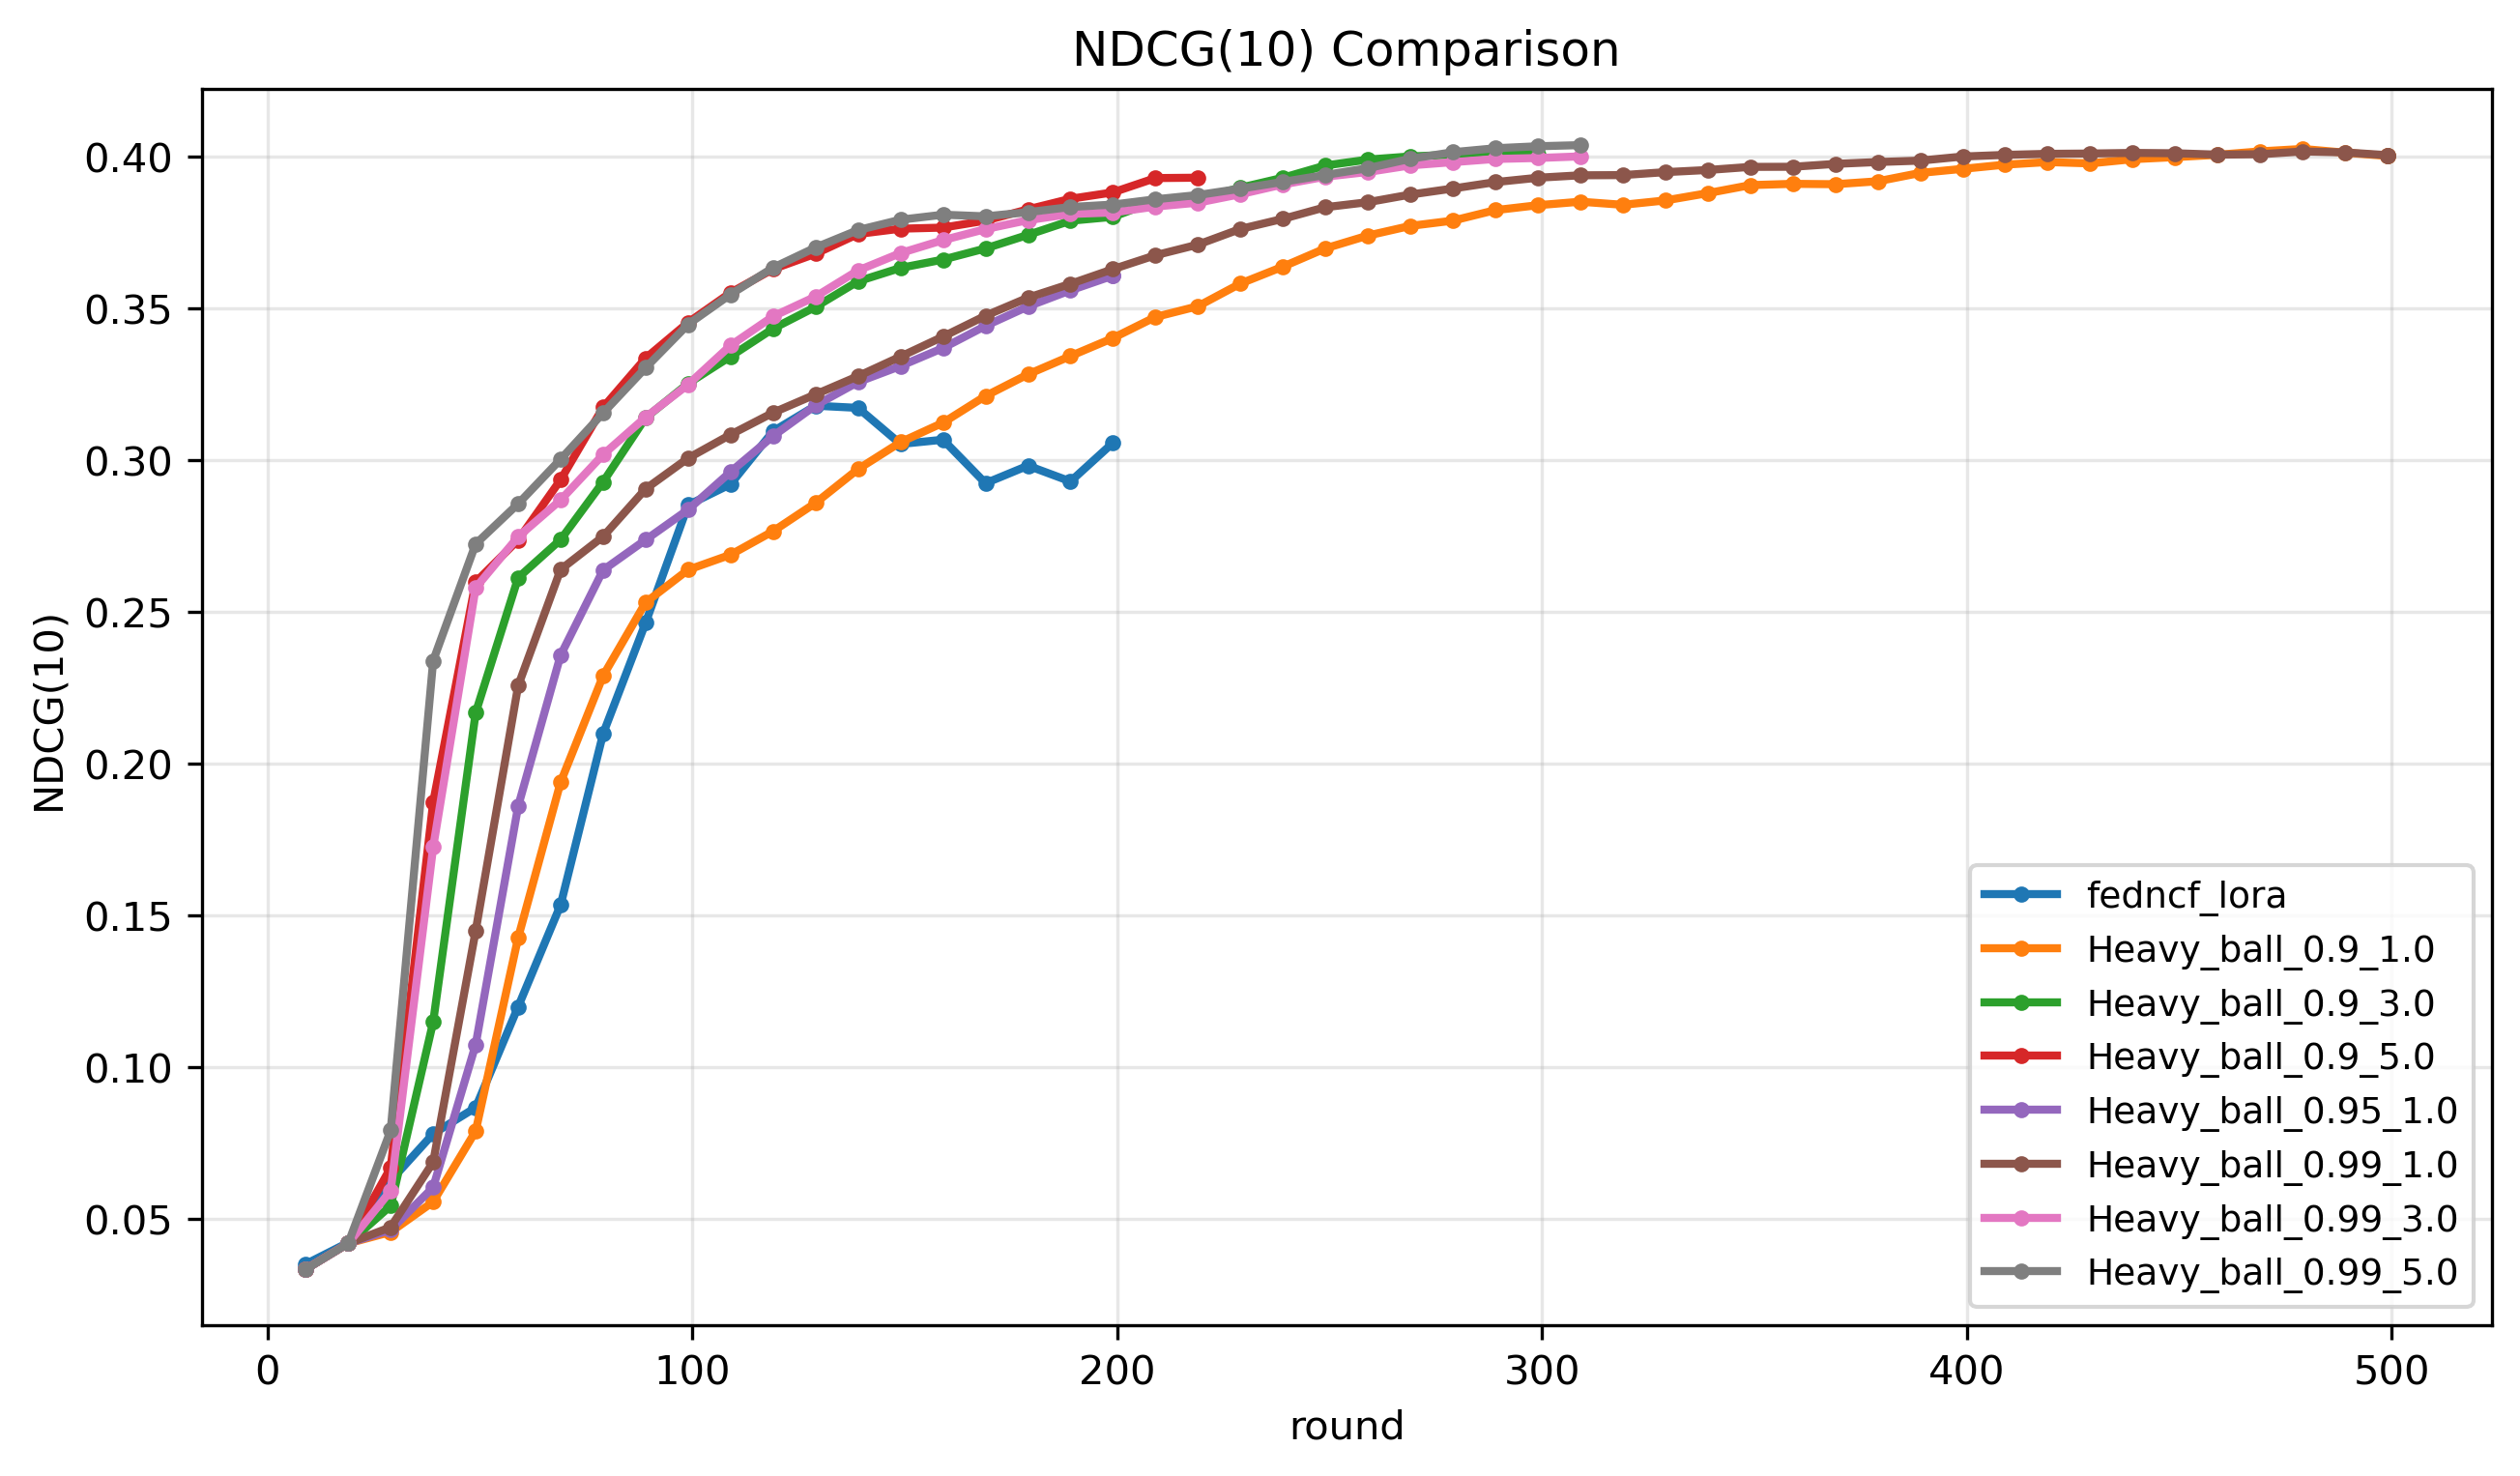 NDCG(10) Comparison
NDCG(10)
0.40
0.35
0.30
0.25
0.20
0.15
0.10
0.05
0
100
200
300
400
500
round
fedncf_lora
Heavy_ball_0.9_1.0
Heavy_ball_0.9_3.0
Heavy_ball_0.9_5.0
Heavy_ball_0.95_1.0
Heavy_ball_0.99_1.0
Heavy_ball_0.99_3.0
Heavy_ball_0.99_5.0